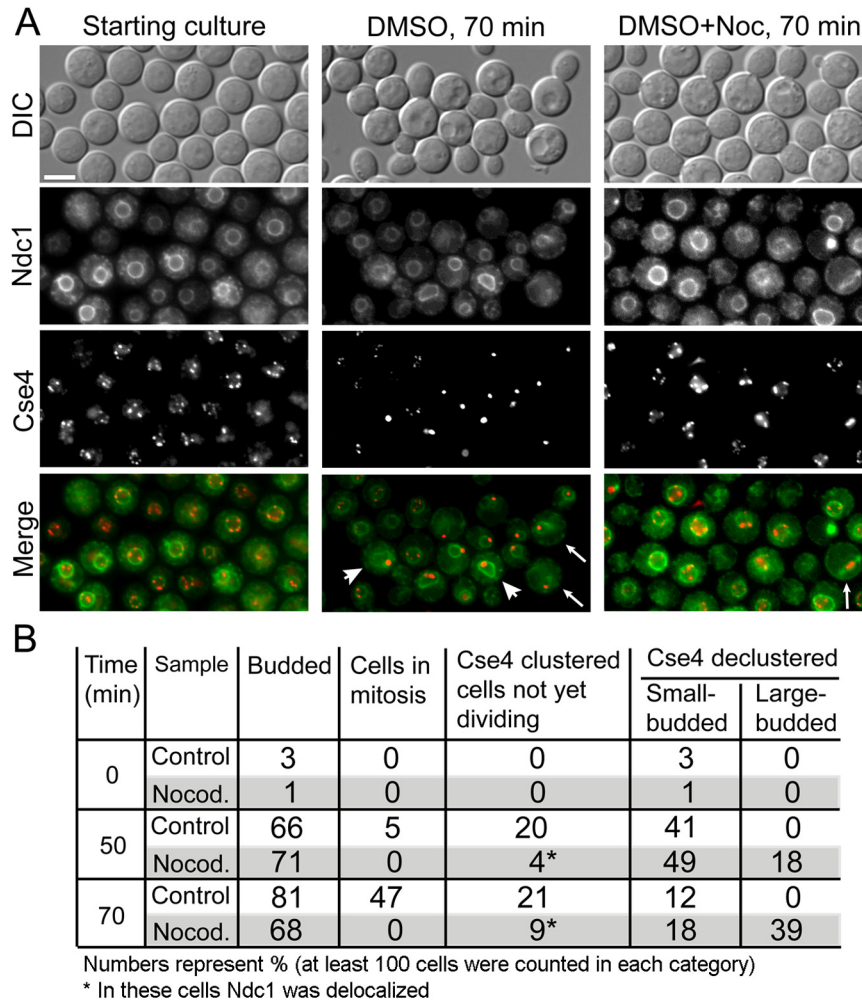 A
Starting culture
DMSO, 70 min
DMSO+Noc, 70 min
DIC
Ndc1
Cse4
Merge
B
Time (min) Sample Budded Cells in mitosis Cse4 clustered cells not yet dividing Cse4 declustered
Small-budded Large-budded
0 Control 3 0 0 3 0
Nocod. 1 0 0 1 0
50 Control 66 5 20 41 0
Nocod. 71 0 4* 49 18
70 Control 81 47 21 12 0
Nocod. 68 0 9* 18 39
Numbers represent % (at least 100 cells were counted in each category)
* In these cells Ndc1 was delocalized